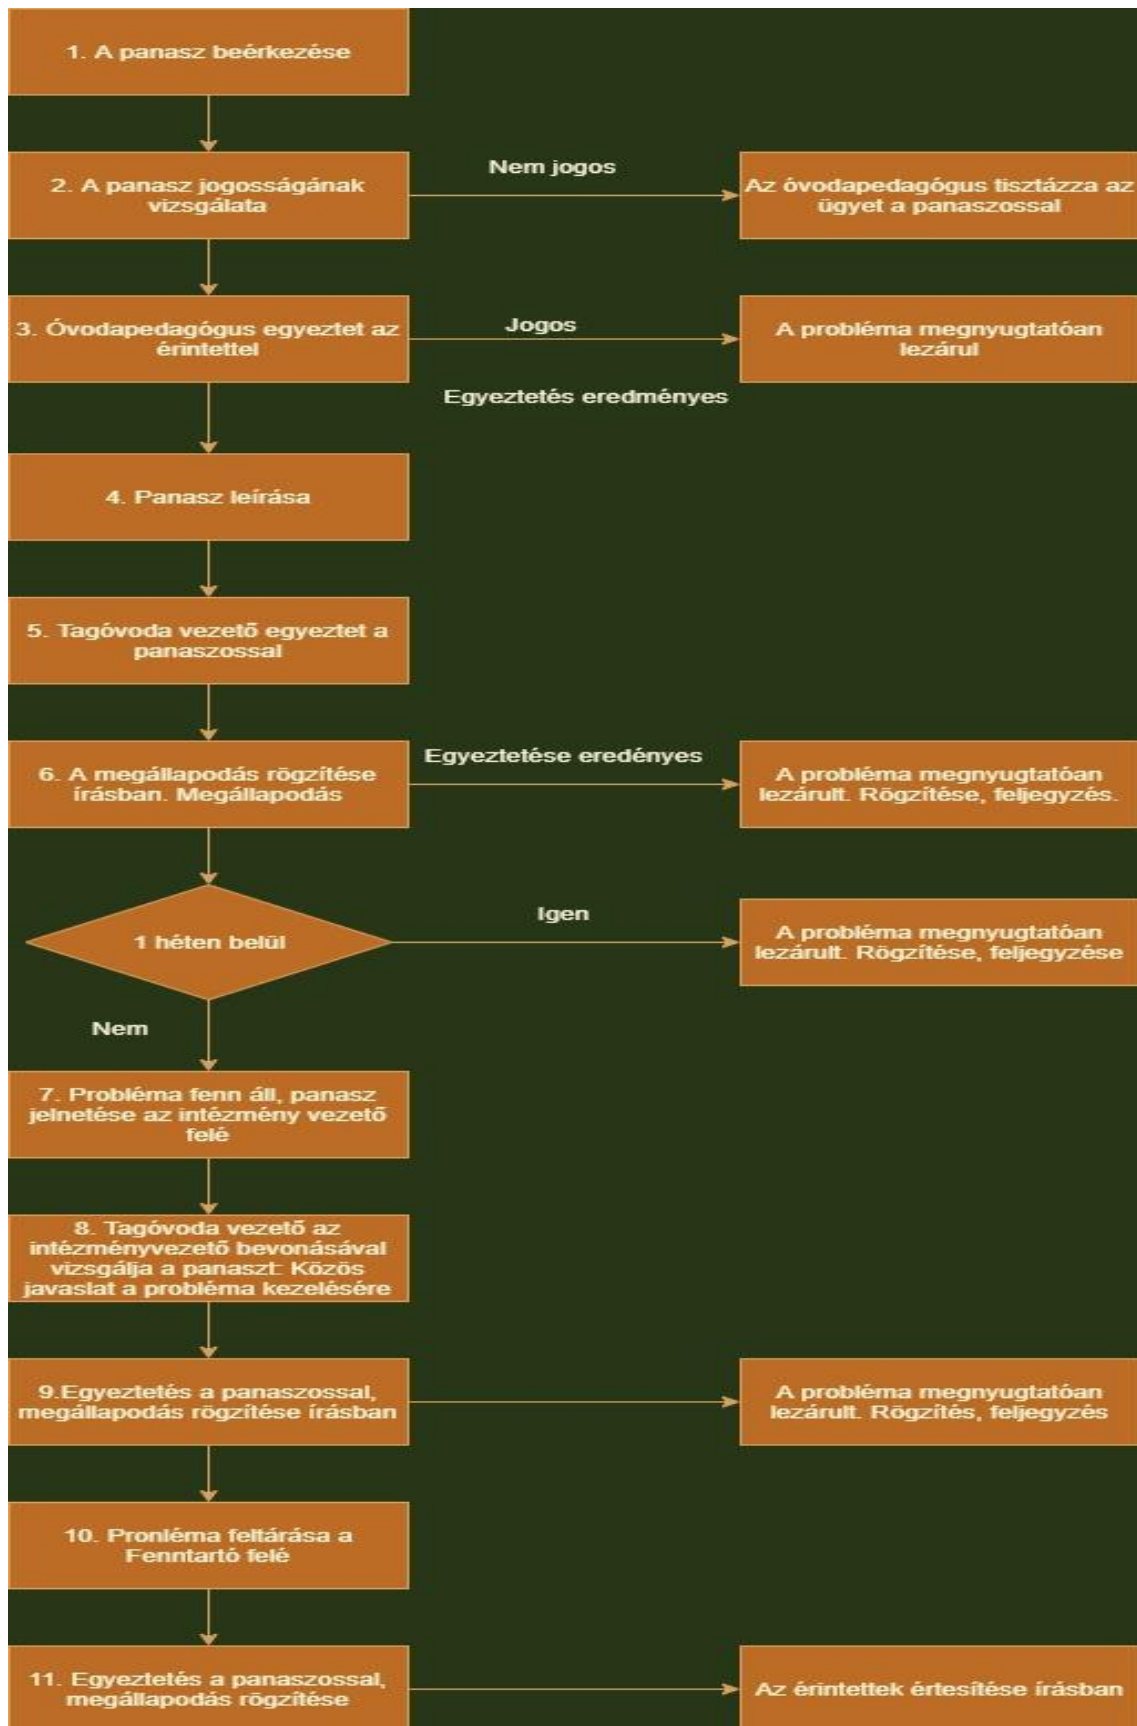 1. A panasz beérkezése
2. A panasz jogosságának
vizsgálata
Nem jogos
Az óvodapedagógus tisztázza az
ügyet a panaszossal
3. Óvodapedagógus egyeztet az
érintettel
Jogos
Egyeztetés eredményes
A probléma megnyugtatóan
lezárul
4. Panasz leírása
5. Tagóvoda vezető egyeztet a
panaszossal
6. A megállapodás rögzítése
írásban. Megállapodás
Egyeztetése eredényes
A probléma megnyugtatóan
lezárult. Rögzítése, feljegyzés.
1 héten belül
Igen
A probléma megnyugtatóan
lezárult. Rögzítése, feljegyzése
Nem
7. Probléma fenn áll, panasz
jelnetése az intézmény vezető
felé
8. Tagóvoda vezető az
intézményvezető bevonásával
vizsgálja a panaszt: Közös
javaslat a probléma kezelésére
9.Egyeztetés a panaszossal,
megállapodás rögzítése írásban
A probléma megnyugtatóan
lezárult. Rögzítés, feljegyzés
10. Pronléma feltárása a
Fenntartó felé
11. Egyeztetés a panaszossal,
megállapodás rögzítése
Az érintettek értesítése írásban